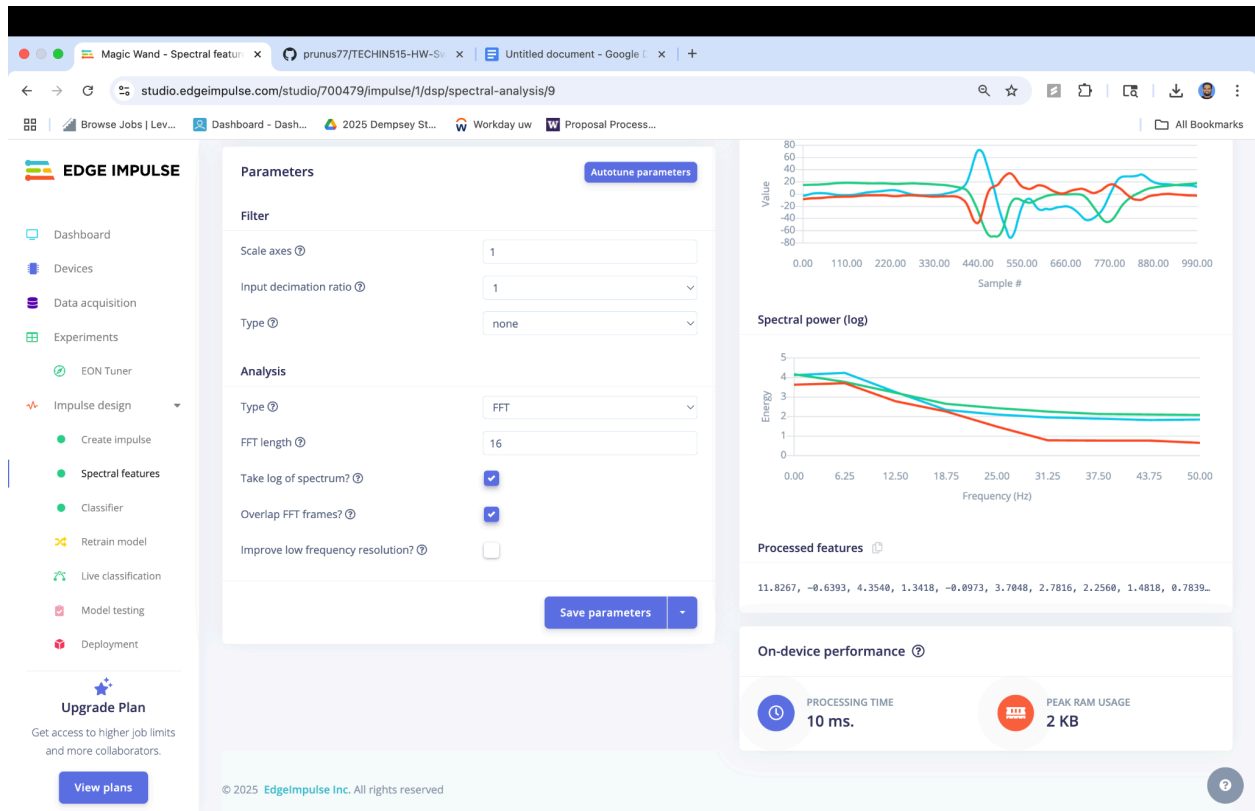 Magic Wand - Spectral featur
prunus77/TECHIN515-HW-Sw
Untitled document - Google D
studio.edgeimpulse.com/studio/700479/impulse/1/dsp/spectral-analysis/9
Browse Jobs | Lev...
Dashboard - Dash...
2025 Dempsey St...
Workday uw
Proposal Process...
All Bookmarks
EDGE IMPULSE
Dashboard
Devices
Data acquisition
Experiments
EON Tuner
Impulse design
Create impulse
Spectral features
Classifier
Retrain model
Live classification
Model testing
Deployment
Upgrade Plan
Get access to higher job limits
and more collaborators.
View plans
Parameters
Autotune parameters
Filter
Scale axes
1
Input decimation ratio
1
Type
none
Analysis
Type
FFT
FFT length
16
Take log of spectrum?
Overlap FFT frames?
Improve low frequency resolution?
Save parameters
80
60
40
20
0
-20
-40
-60
-80
Value
0.00 110.00 220.00 330.00 440.00 550.00 660.00 770.00 880.00 990.00
Sample #
Spectral power (log)
5
4
3
2
1
0
Energy
0.00 6.25 12.50 18.75 25.00 31.25 37.50 43.75 50.00
Frequency (Hz)
Processed features
11.8267, -0.6393, 4.3540, 1.3418, -0.0973, 3.7048, 2.7816, 2.2560, 1.4818, 0.7839…
On-device performance
PROCESSING TIME
10 ms.
PEAK RAM USAGE
2 KB
© 2025 EdgeImpulse Inc. All rights reserved